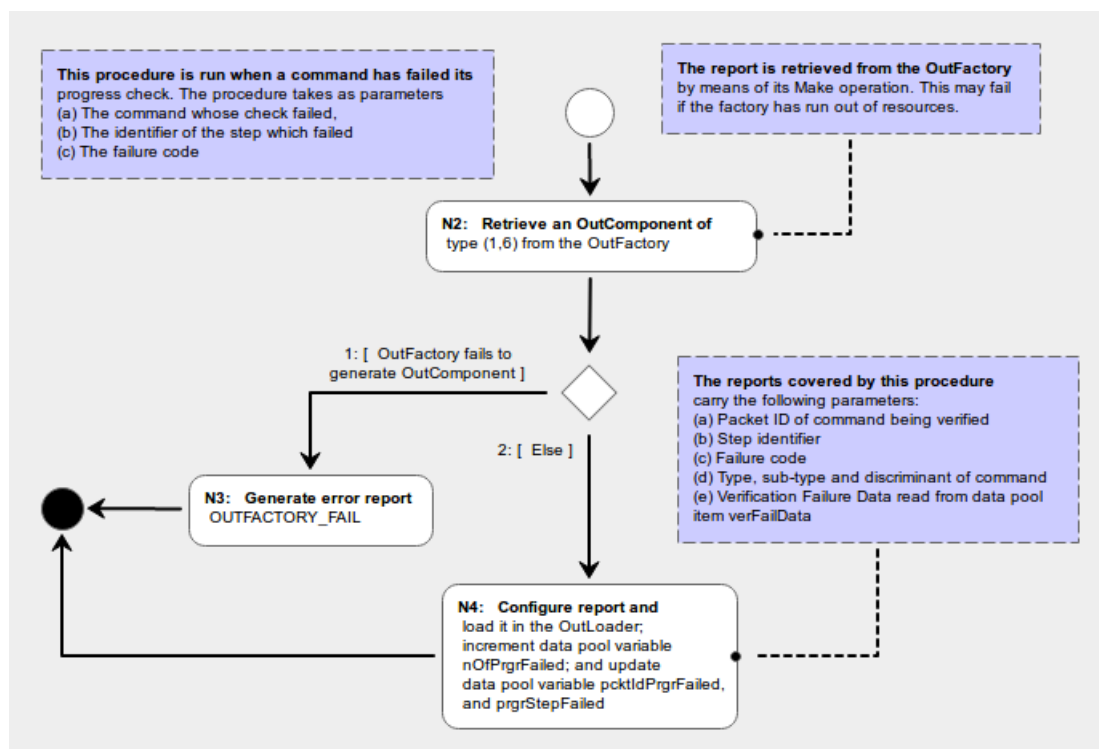 This procedure is run when a command has failed its
progress check. The procedure takes as parameters
(a) The command whose check failed,
(b) The identifier of the step which failed
(c) The failure code
The report is retrieved from the OutFactory
by means of its Make operation. This may fail
if the factory has run out of resources.
N2: Retrieve an OutComponent of
type (1,6) from the OutFactory
1: [ OutFactory fails to
generate OutComponent ]
The reports covered by this procedure
carry the following parameters:
(a) Packet ID of command being verified
(b) Step identifier
(c) Failure code
(d) Type, sub-type and discriminant of command
(e) Verification Failure Data read from data pool
item verFailData
2: [ Else ]
N3: Generate error report
OUTFACTORY_FAIL
N4: Configure report and
load it in the OutLoader;
increment data pool variable
nOfPrgrFailed; and update
data pool variable pcktIdPrgrFailed,
and prgrStepFailed